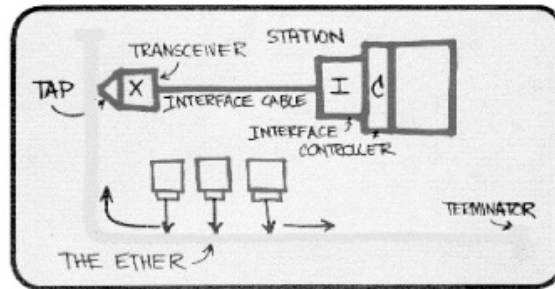 STATION
TRANSCEIVER
TAP
X
I
C
INTERFACE CABLE
INTERFACE
CONTROLLER
TERMINATOR
THE ETHER